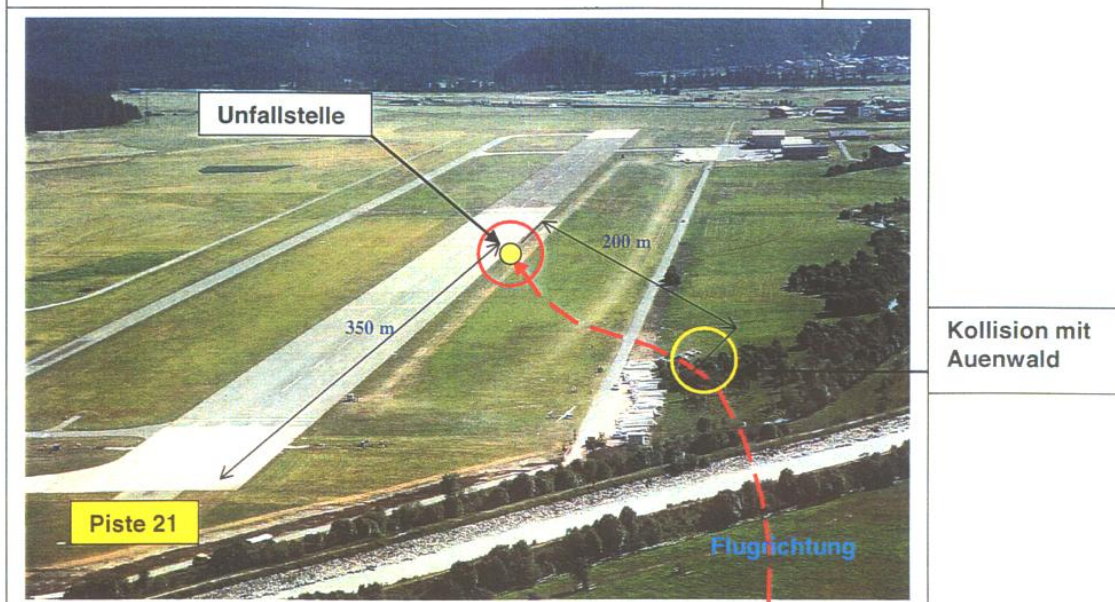 Unfallstelle
200 m
350 m
Kollision mit
Auenwald
Piste 21
Flugrichtung